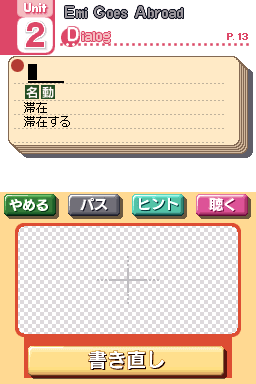 Unit
2
Emi Goes Abroad
Dialog
P.13
名 動
滞在
滞在する
やめる
パス
ヒント
聴く
書き直し